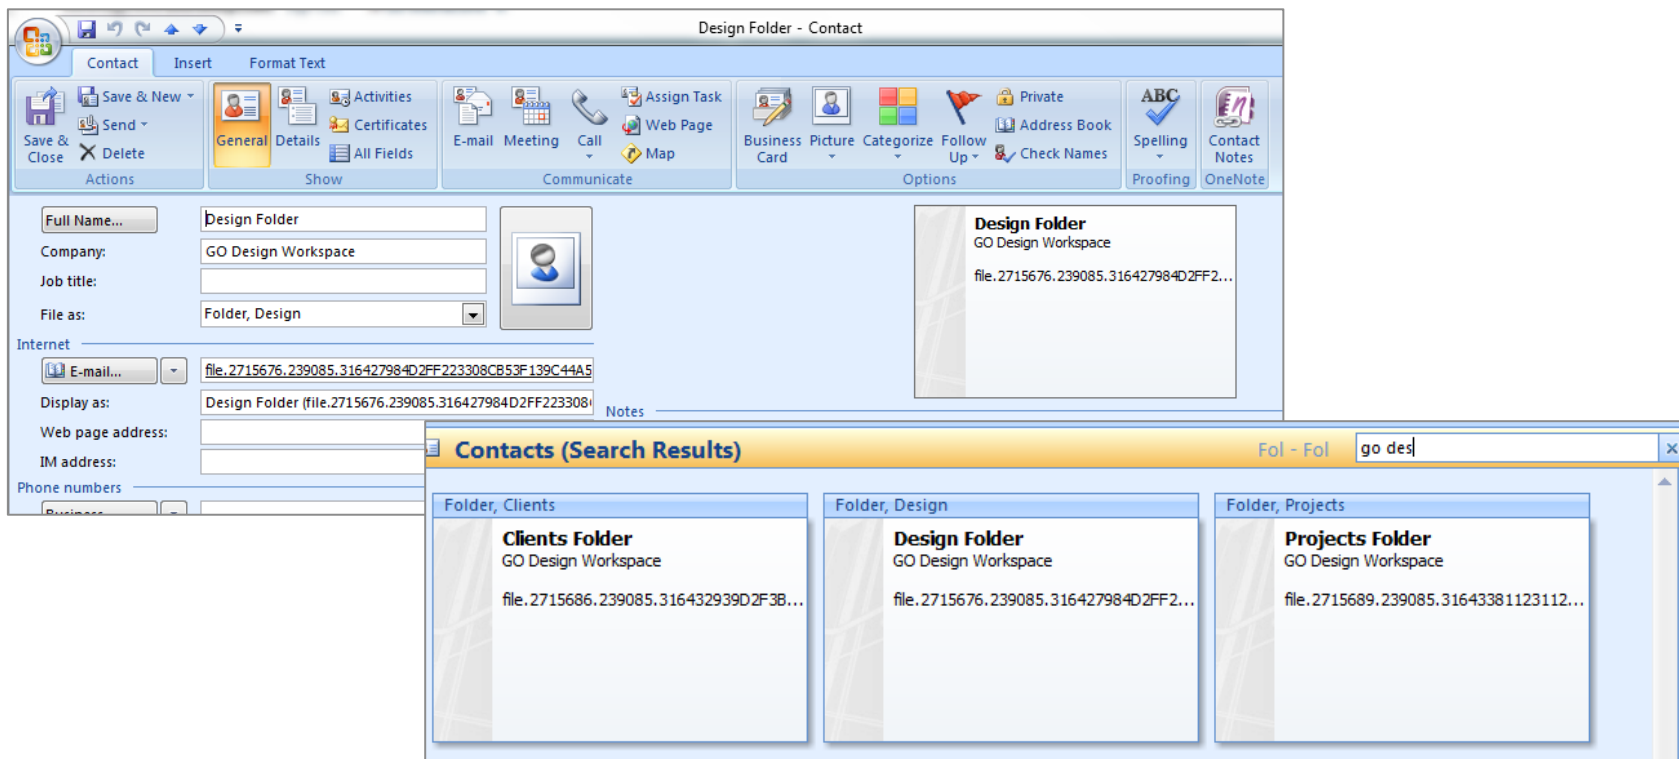 Design Folder - Contact
Contact Insert Format Text
Save & Close
Save & New
Send
Delete
Actions
General
Details
Activities
Certificates
All Fields
Show
E-mail
Meeting
Call
Assign Task
Web Page
Map
Communicate
Business Card
Picture
Categorize
Follow Up
Private
Address Book
Check Names
Options
ABC
Spelling
Proofing
Contact Notes
OneNote
Full Name... Design Folder
Company: GO Design Workspace
Job title:
File as: Folder, Design
Internet
E-mail... file.2715676.239085.316427984D2FF223308CB53F139C44A5
Display as: Design Folder (file.2715676.239085.316427984D2FF223308
Web page address:
IM address:
Phone numbers
Business
Design Folder
GO Design Workspace
file.2715676.239085.316427984D2FF2...
Notes
Contacts (Search Results) Fol - Fol go des
Folder, Clients
Clients Folder
GO Design Workspace
file.2715686.239085.316432939D2F3B...
Folder, Design
Design Folder
GO Design Workspace
file.2715676.239085.316427984D2FF2...
Folder, Projects
Projects Folder
GO Design Workspace
file.2715689.239085.31643381123112...